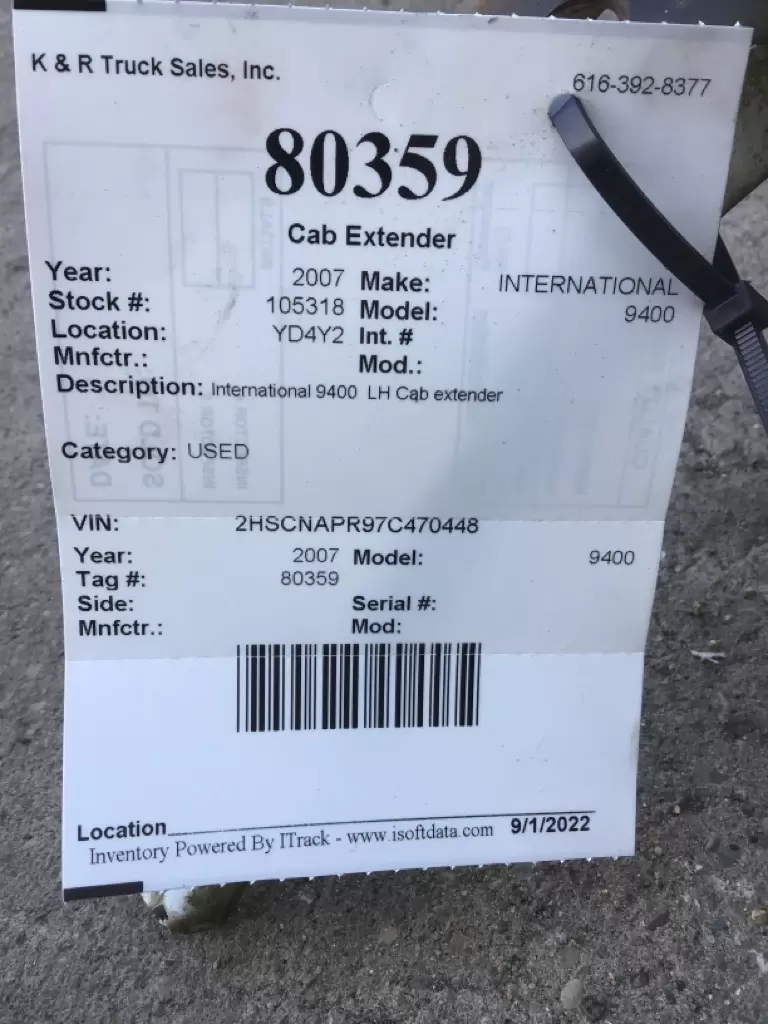 K & R Truck Sales, Inc. 616-392-8377
80359
Cab Extender
Year: 2007 Make: INTERNATIONAL
Stock #: 105318 Model: 9400
Location: YD4Y2 Int. #
Mnfctr.: Mod.:
Description: International 9400 LH Cab extender
Category: USED
VIN: 2HSCNAPR97C470448
Year: 2007 Model: 9400
Tag #: 80359
Side: Serial #:
Mnfctr.: Mod:
Location 9/1/2022
Inventory Powered By ITrack - www.isoftdata.com